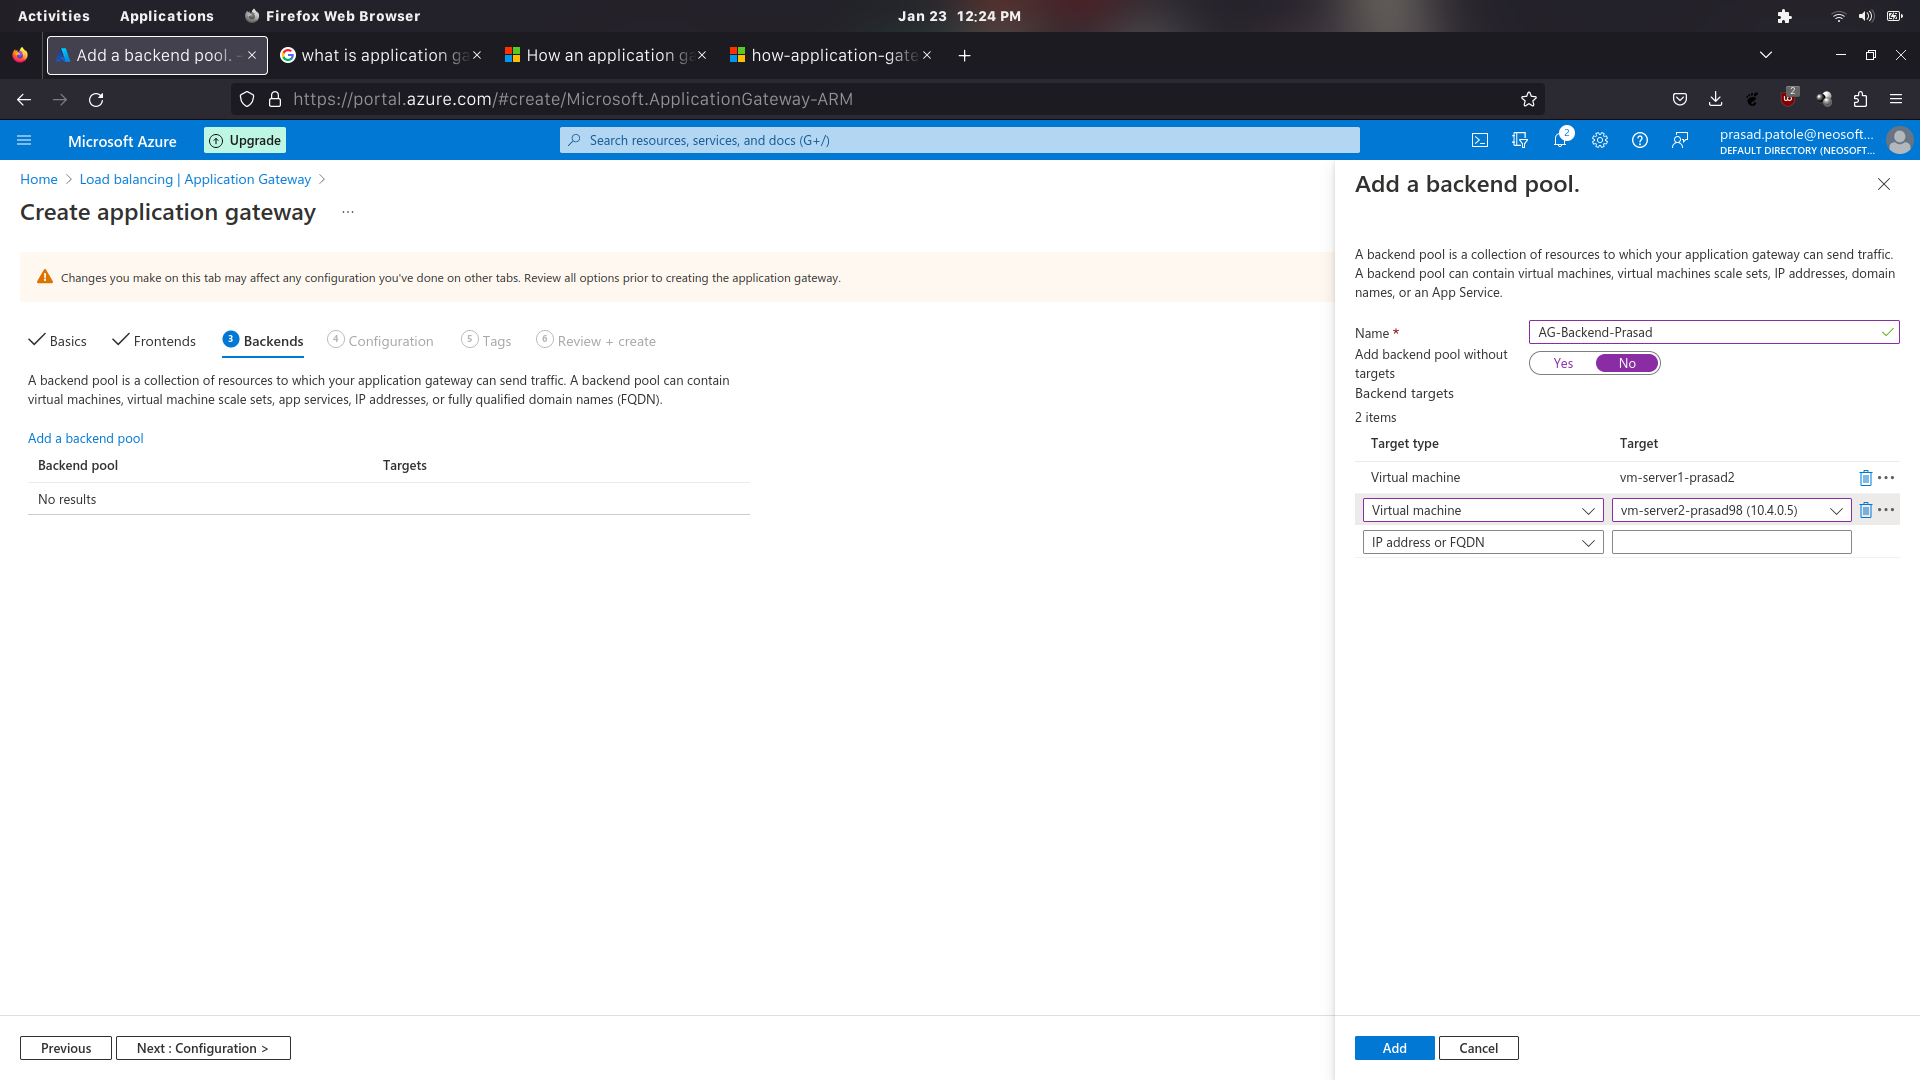 Activities Applications Firefox Web Browser Jan 23 12:24 PM
Add a backend pool. - what is application ga How an application ga how-application-gate
https://portal.azure.com/#create/Microsoft.ApplicationGateway-ARM 2
Microsoft Azure Upgrade Search resources, services, and docs (G+/) 2 prasad.patole@neosoft...
DEFAULT DIRECTORY (NEOSOFT...
Home > Load balancing | Application Gateway >
Create application gateway ...
Changes you make on this tab may affect any configuration you've done on other tabs. Review all options prior to creating the application gateway.
Basics Frontends 3 Backends 4 Configuration 5 Tags 6 Review + create
A backend pool is a collection of resources to which your application gateway can send traffic. A backend pool can contain
virtual machines, virtual machine scale sets, app services, IP addresses, or fully qualified domain names (FQDN).
Add a backend pool
Backend pool Targets
No results
Previous Next : Configuration >
Add a backend pool.
A backend pool is a collection of resources to which your application gateway can send traffic.
A backend pool can contain virtual machines, virtual machines scale sets, IP addresses, domain
names, or an App Service.
Name * AG-Backend-Prasad
Add backend pool without
targets
Yes No
Backend targets
2 items
Target type Target
Virtual machine vm-server1-prasad2
Virtual machine vm-server2-prasad98 (10.4.0.5)
IP address or FQDN
Add Cancel